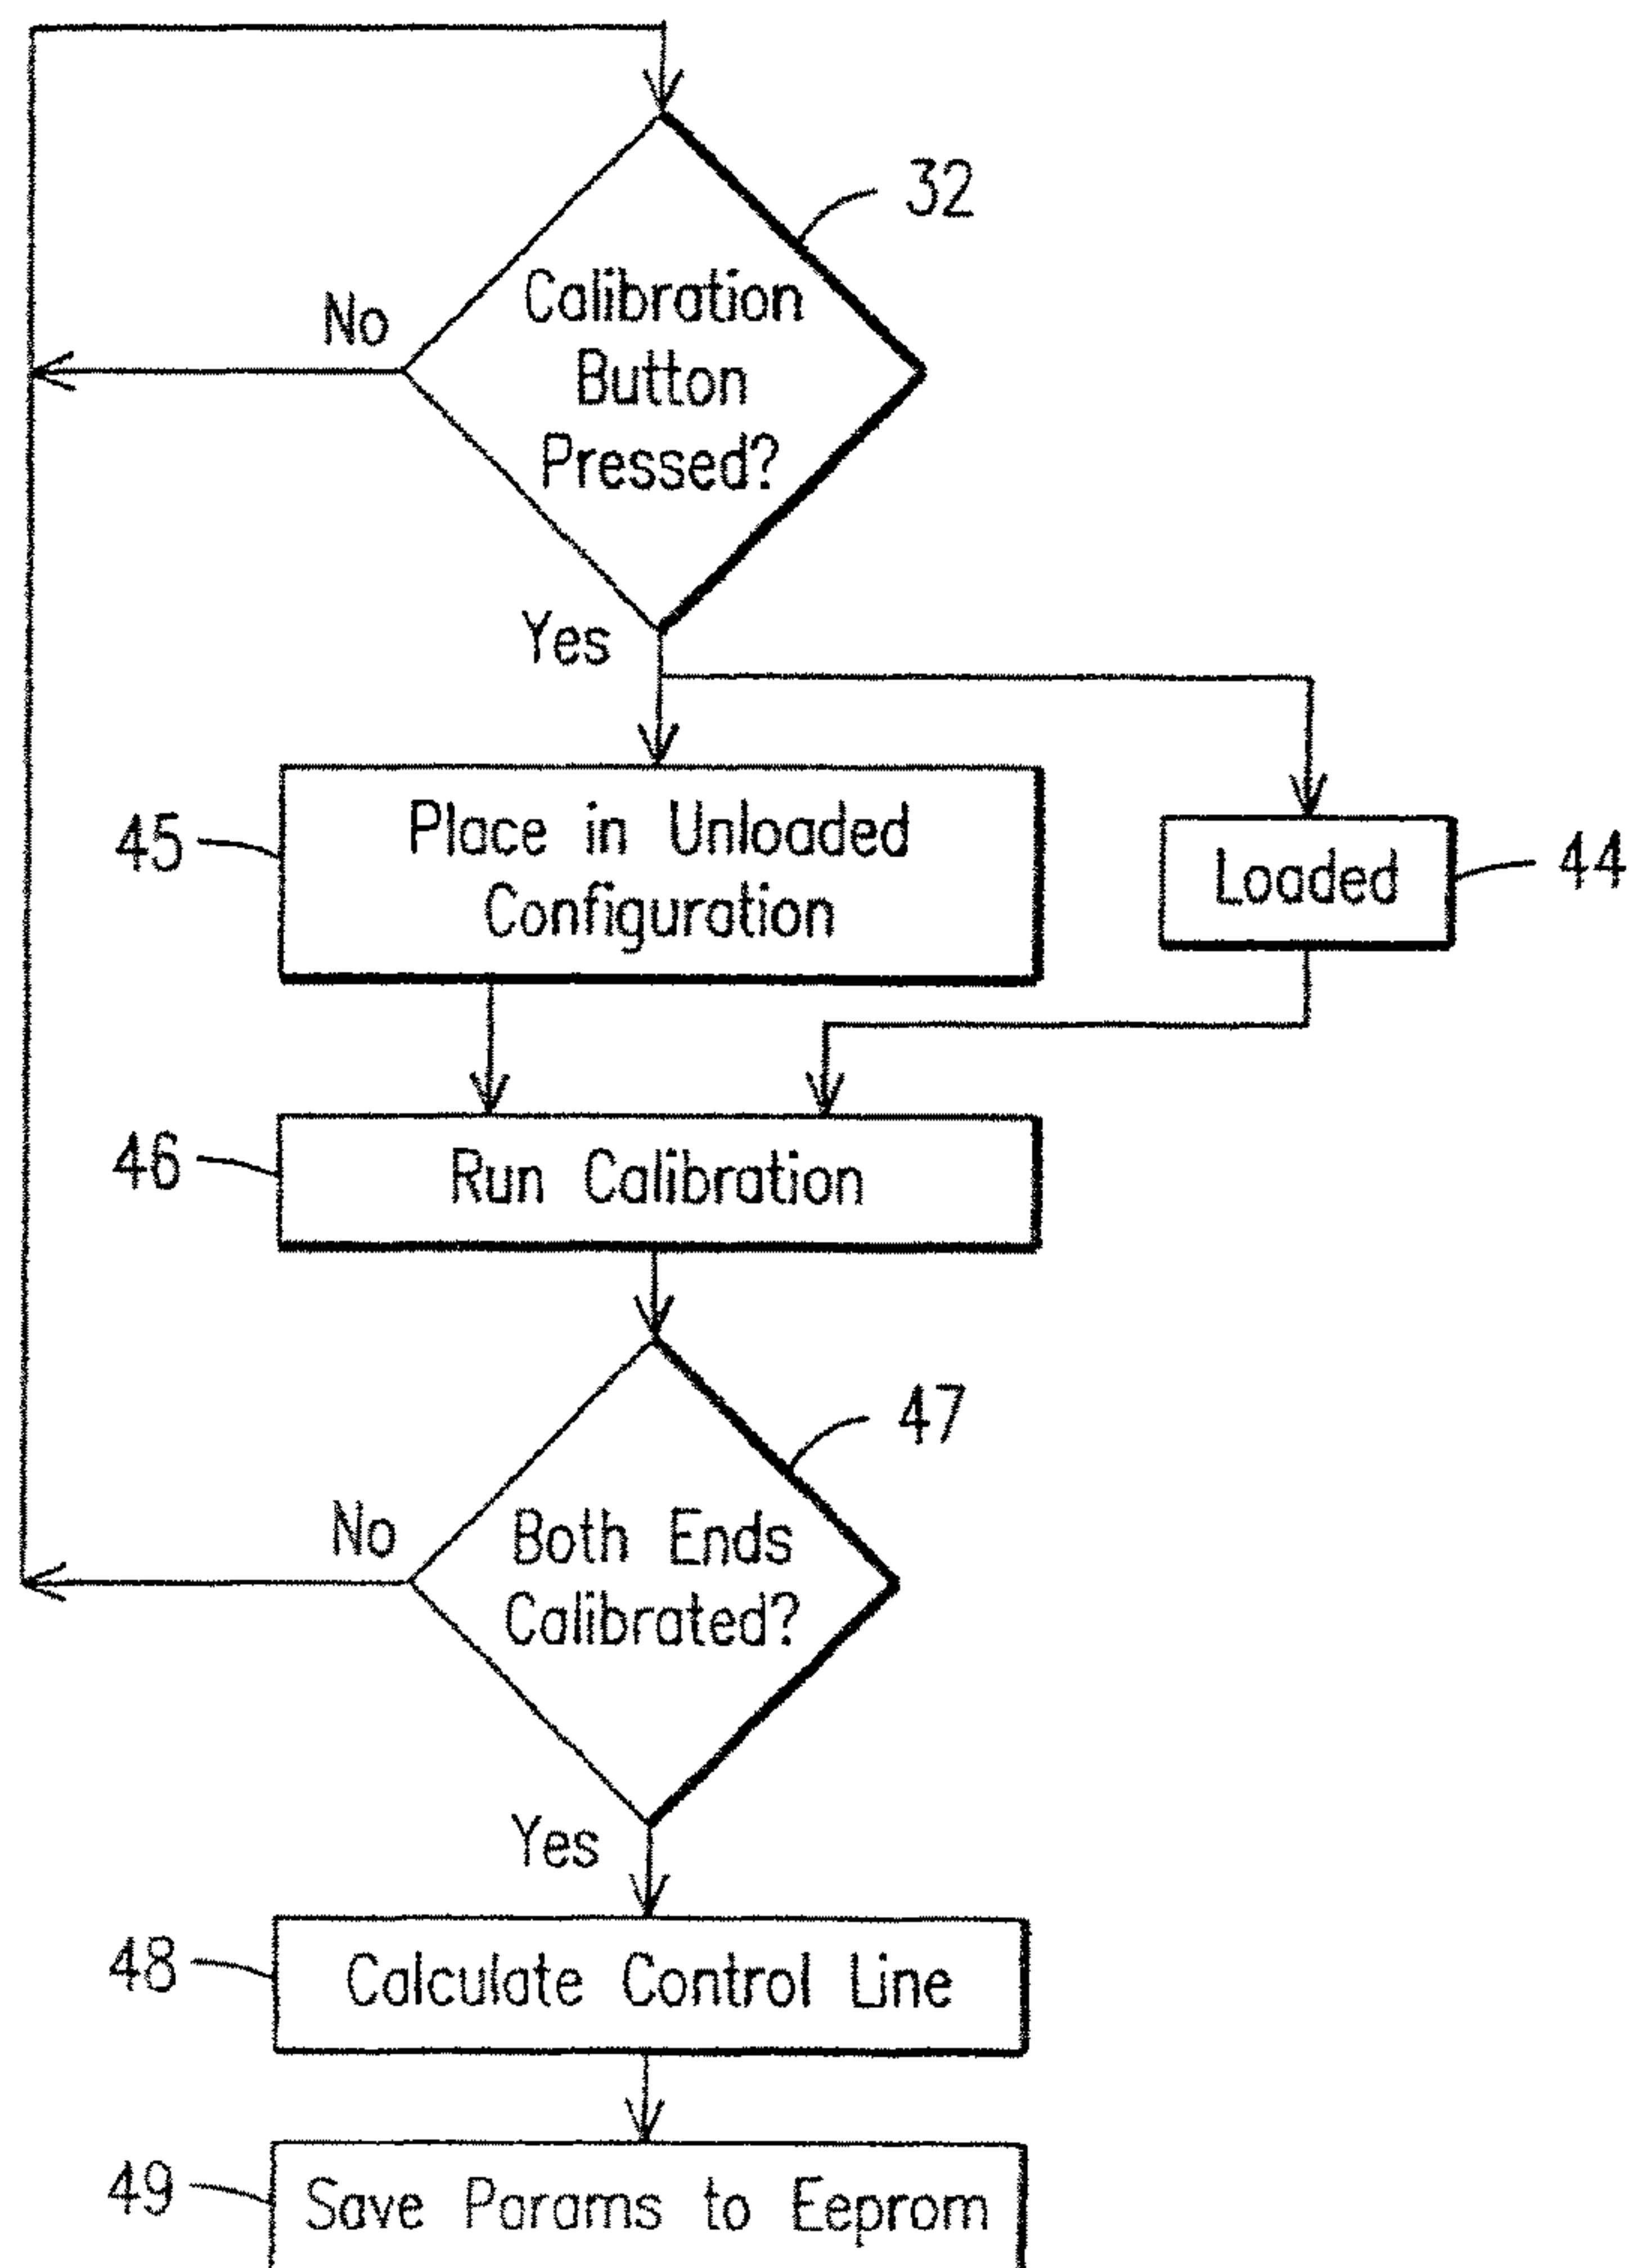 32
Calibration
Button
Pressed?
No
Yes
45
Place in Unloaded
Configuration
Loaded
44
46
Run Calibration
47
Both Ends
Calibrated?
No
Yes
48
Calculate Control Line
49
Save Params to Eeprom